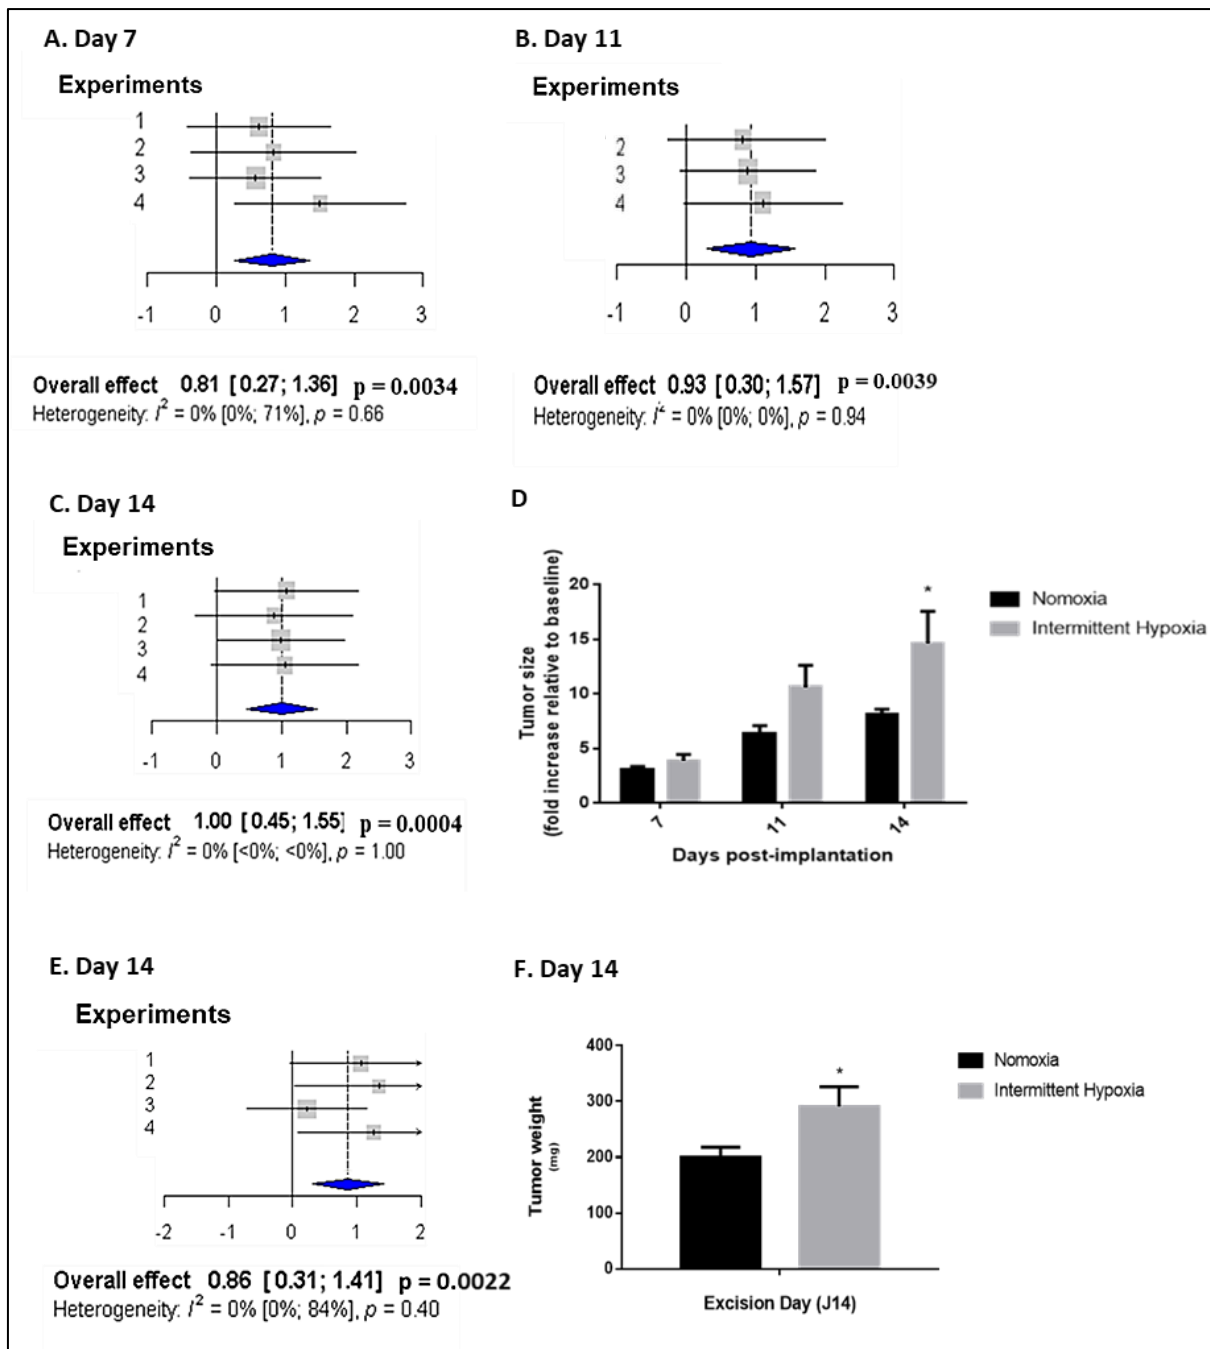 A. Day 7
Experiments
1
2
3
4
-1 0 1 2 3
Overall effect 0.81 [0.27; 1.36] p = 0.0034
Heterogeneity: I² = 0% [0%; 71%], p = 0.66
B. Day 11
Experiments
2
3
4
-1 0 1 2 3
Overall effect 0.93 [0.30; 1.57] p = 0.0039
Heterogeneity: I² = 0% [0%; 0%], p = 0.94
C. Day 14
Experiments
1
2
3
4
-1 0 1 2 3
Overall effect 1.00 [0.45; 1.55] p = 0.0004
Heterogeneity: I² = 0% [<0%; <0%], p = 1.00
D
Tumor size
(fold increase relative to baseline)
20
15
10
5
0
*
7 11 14
Days post-implantation
Nomoxia
Intermittent Hypoxia
E. Day 14
Experiments
1
2
3
4
-2 -1 0 1 2
Overall effect 0.86 [0.31; 1.41] p = 0.0022
Heterogeneity: I² = 0% [0%; 84%], p = 0.40
F. Day 14
Tumor weight
(mg)
400
300
200
100
0
*
Excision Day (J14)
Nomoxia
Intermittent Hypoxia